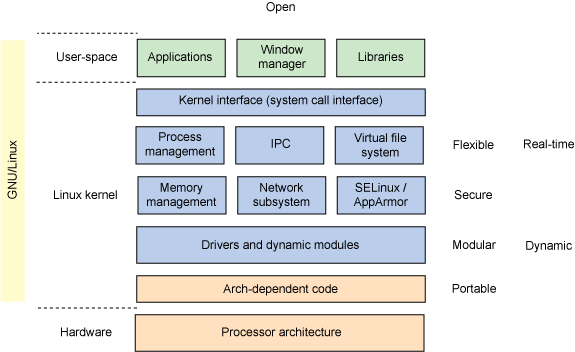 Open
GNU/Linux
User-space
Applications
Window
manager
Libraries
Kernel interface (system call interface)
Process
management
IPC
Virtual file
system
Flexible
Real-time
Linux kernel
Memory
management
Network
subsystem
SELinux /
AppArmor
Secure
Drivers and dynamic modules
Modular
Dynamic
Arch-dependent code
Portable
Hardware
Processor architecture